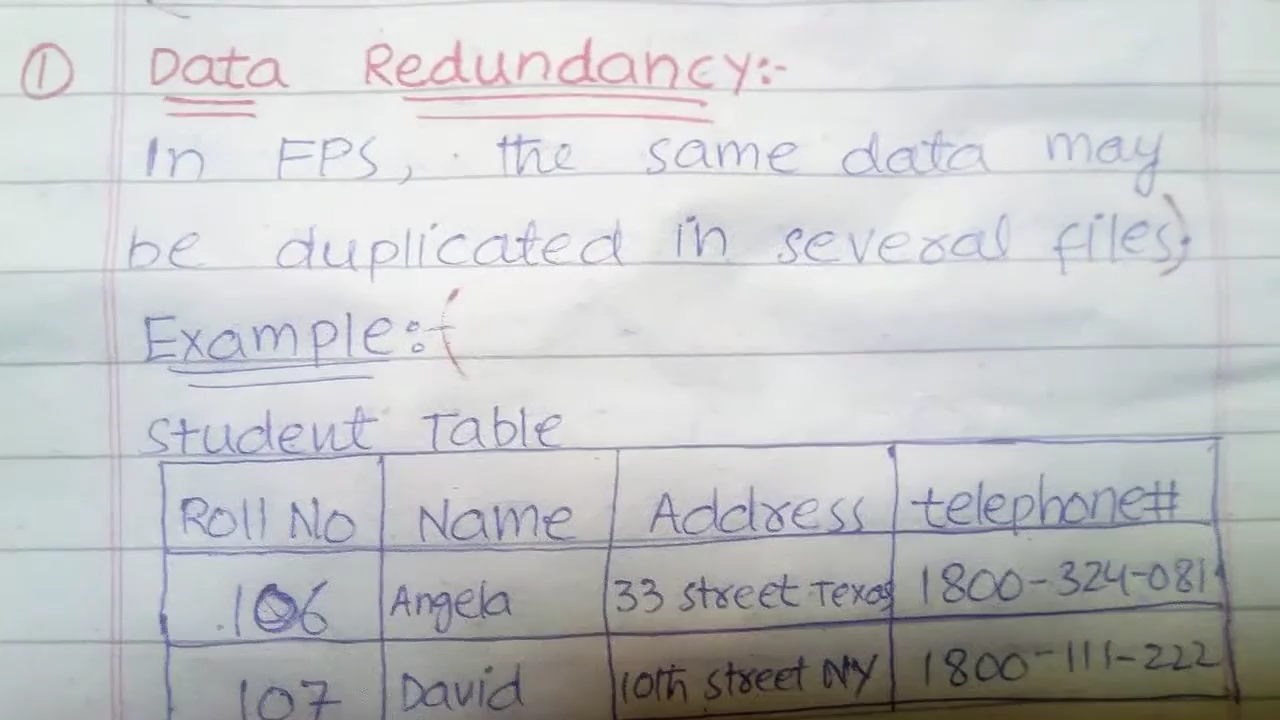 ① Data Redundancy:-
In FPS, the same data may
be duplicated in several files)
Example:- (
Student Table
Roll No Name Address telephone#
106 Angela 33 street Texas 1800-324-081
107 David 10th street NY 1800-111-222